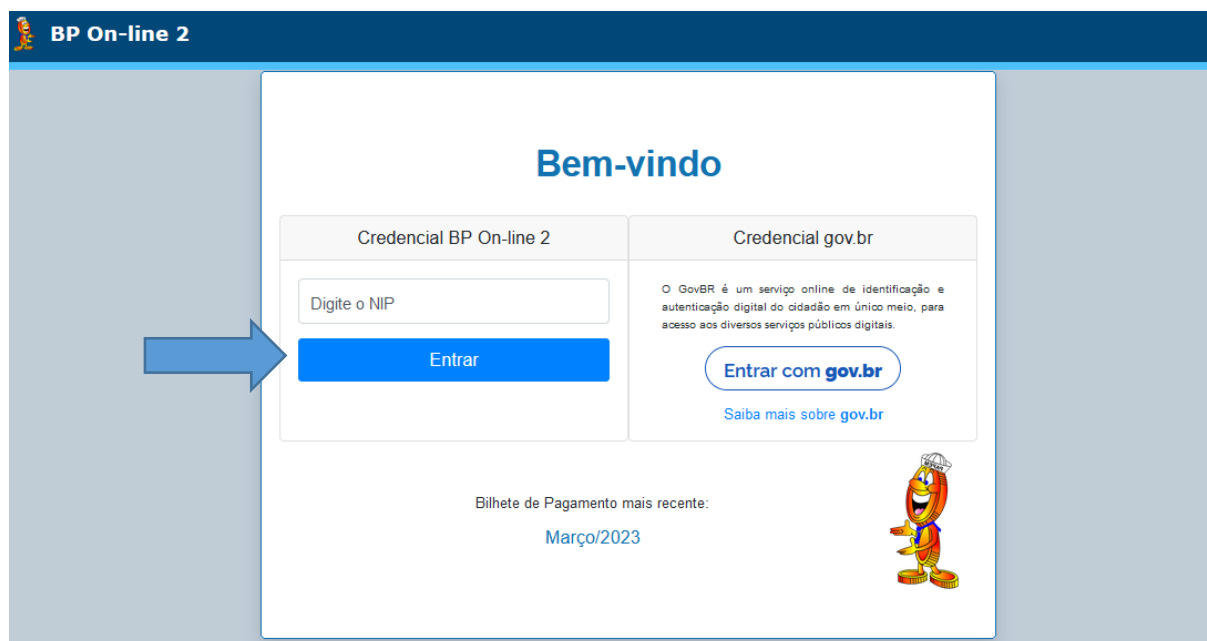 BP On-line 2
Bem-vindo
Credencial BP On-line 2
Digite o NIP
Entrar
Credencial gov.br
O GovBR é um serviço online de identificação e
autenticação digital do cidadão em único meio, para
acesso aos diversos serviços públicos digitais.
Entrar com gov.br
Saiba mais sobre gov.br
Bilhete de Pagamento mais recente:
Março/2023